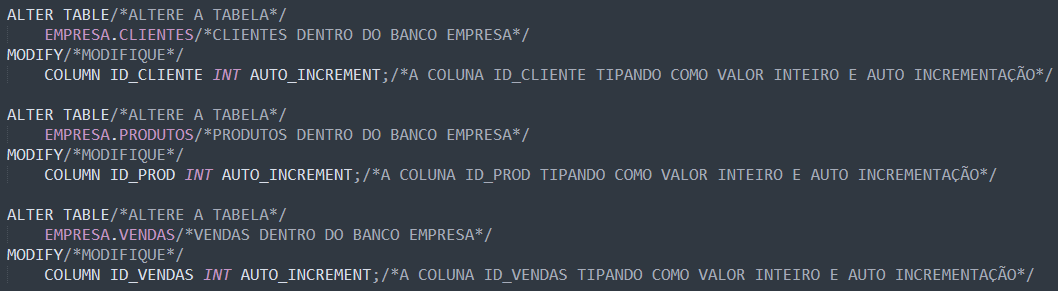 ALTER TABLE/*ALTERE A TABELA*/
EMPRESA.CLIENTES/*CLIENTES DENTRO DO BANCO EMPRESA*/
MODIFY/*MODIFIQUE*/
COLUMN ID_CLIENTE INT AUTO_INCREMENT;/*A COLUNA ID_CLIENTE TIPANDO COMO VALOR INTEIRO E AUTO INCREMENTAÇÃO*/
ALTER TABLE/*ALTERE A TABELA*/
EMPRESA.PRODUTOS/*PRODUTOS DENTRO DO BANCO EMPRESA*/
MODIFY/*MODIFIQUE*/
COLUMN ID_PROD INT AUTO_INCREMENT;/*A COLUNA ID_PROD TIPANDO COMO VALOR INTEIRO E AUTO INCREMENTAÇÃO*/
ALTER TABLE/*ALTERE A TABELA*/
EMPRESA.VENDAS/*VENDAS DENTRO DO BANCO EMPRESA*/
MODIFY/*MODIFIQUE*/
COLUMN ID_VENDAS INT AUTO_INCREMENT;/*A COLUNA ID_VENDAS TIPANDO COMO VALOR INTEIRO E AUTO INCREMENTAÇÃO*/